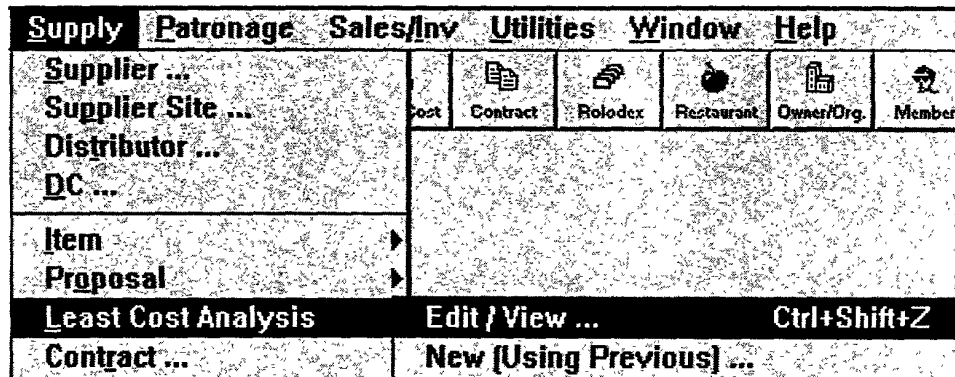 Supply Patronage Sales/Inv Utilities Window Help
Supplier ...
Supplier Site ...
Distributor ...
DC ...
Cost Contract Rolodex Restaurant Owner/Org. Member
Item
Proposal
Least Cost Analysis Edit / View ... Ctrl+Shift+Z
Contract ... New (Using Previous) ...